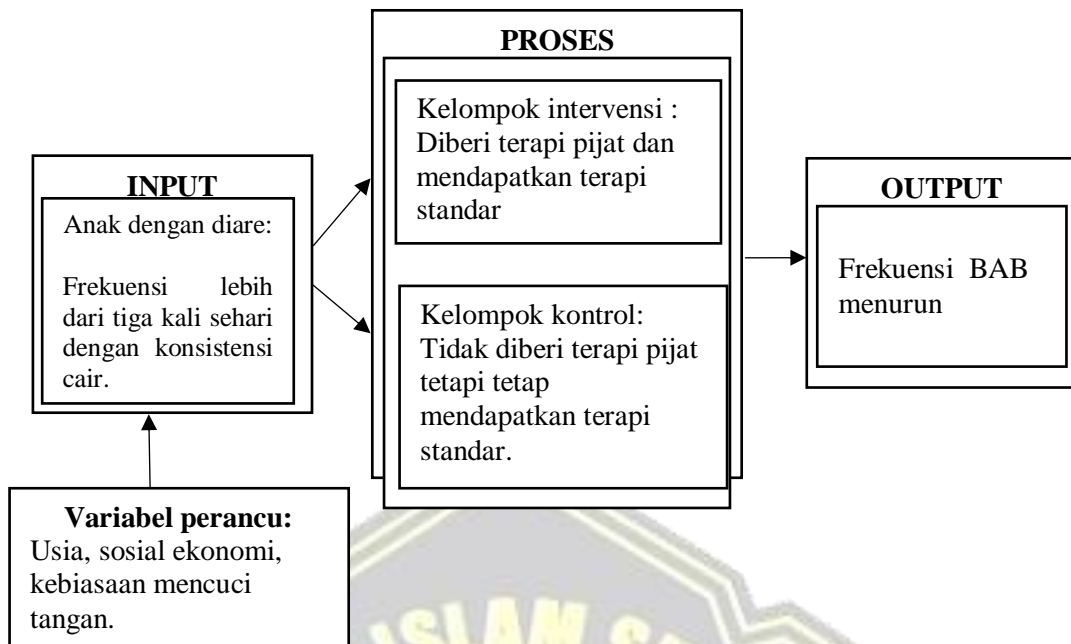 PROSES
Kelompok intervensi :
Diberi terapi pijat dan
mendapatkan terapi
standar
Kelompok kontrol:
Tidak diberi terapi pijat
tetapi tetap
mendapatkan terapi
standar.
INPUT
Anak dengan diare:
Frekuensi lebih
dari tiga kali sehari
dengan konsistensi
cair.
OUTPUT
Frekuensi BAB
menurun
Variabel perancu:
Usia, sosial ekonomi,
kebiasaan mencuci
tangan.
ISLAM